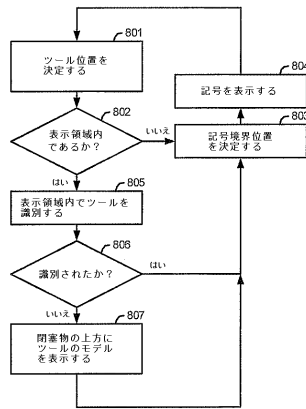 801
ツール位置を
決定する
802
表示領域内
であるか?
いいえ
804
記号を表示する
803
記号境界位置
を決定する
はい
805
表示領域内でツールを
識別する
806
識別されたか?
はい
いいえ
807
閉塞物の上方に
ツールのモデル
を表示する